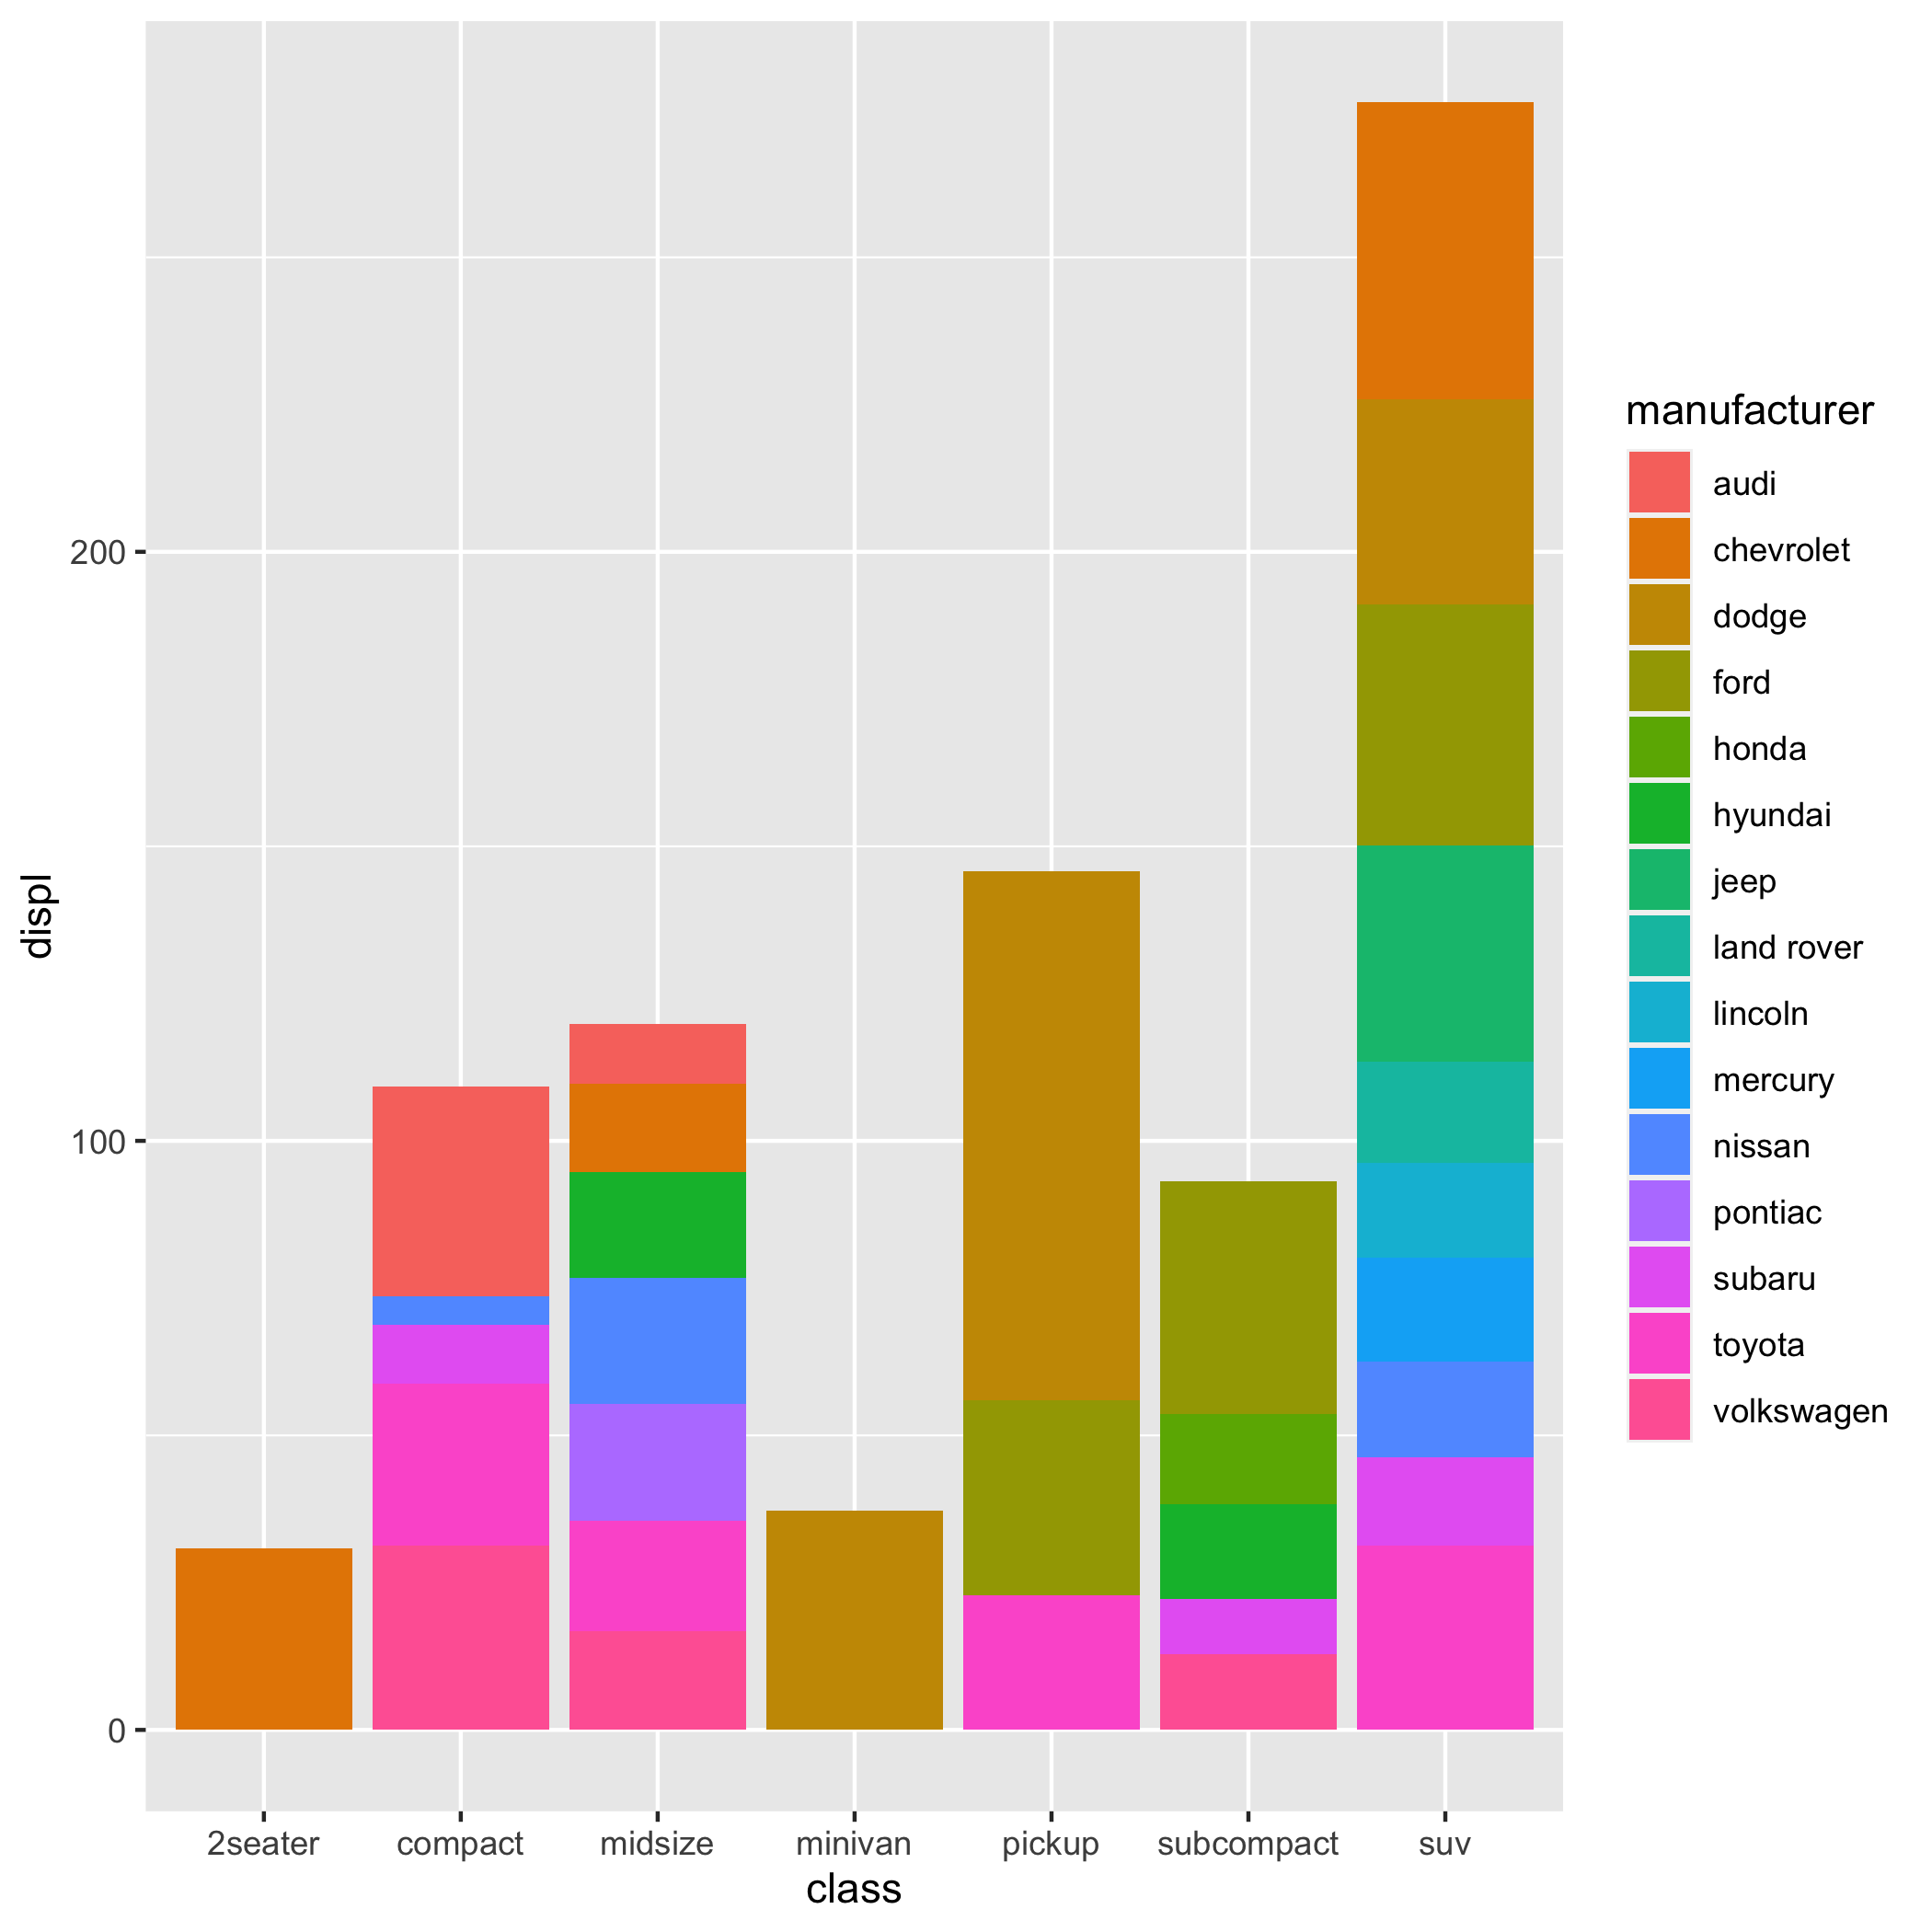 displ
200
100
0
2seater compact midsize minivan pickup subcompact suv
class
manufacturer
audi
chevrolet
dodge
ford
honda
hyundai
jeep
land rover
lincoln
mercury
nissan
pontiac
subaru
toyota
volkswagen